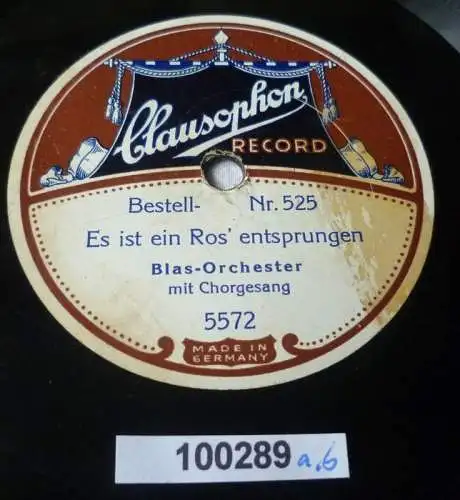 Clausophon
RECORD
Bestell- Nr. 525
Es ist ein Ros' entsprungen
Blas-Orchester
mit Chorgesang
5572
MADE IN
GERMANY
100289 a,b